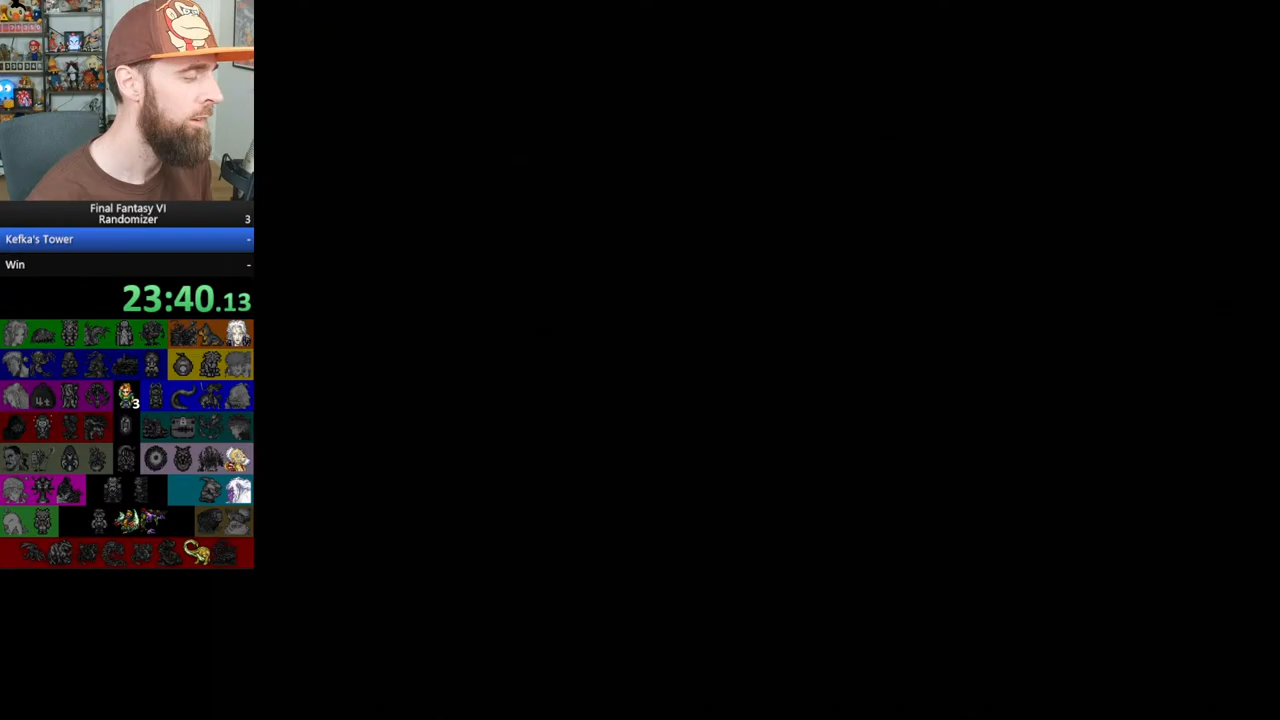 Final Fantasy VI
Randomizer 3
Kefka's Tower -
Win -
23:40.13
3